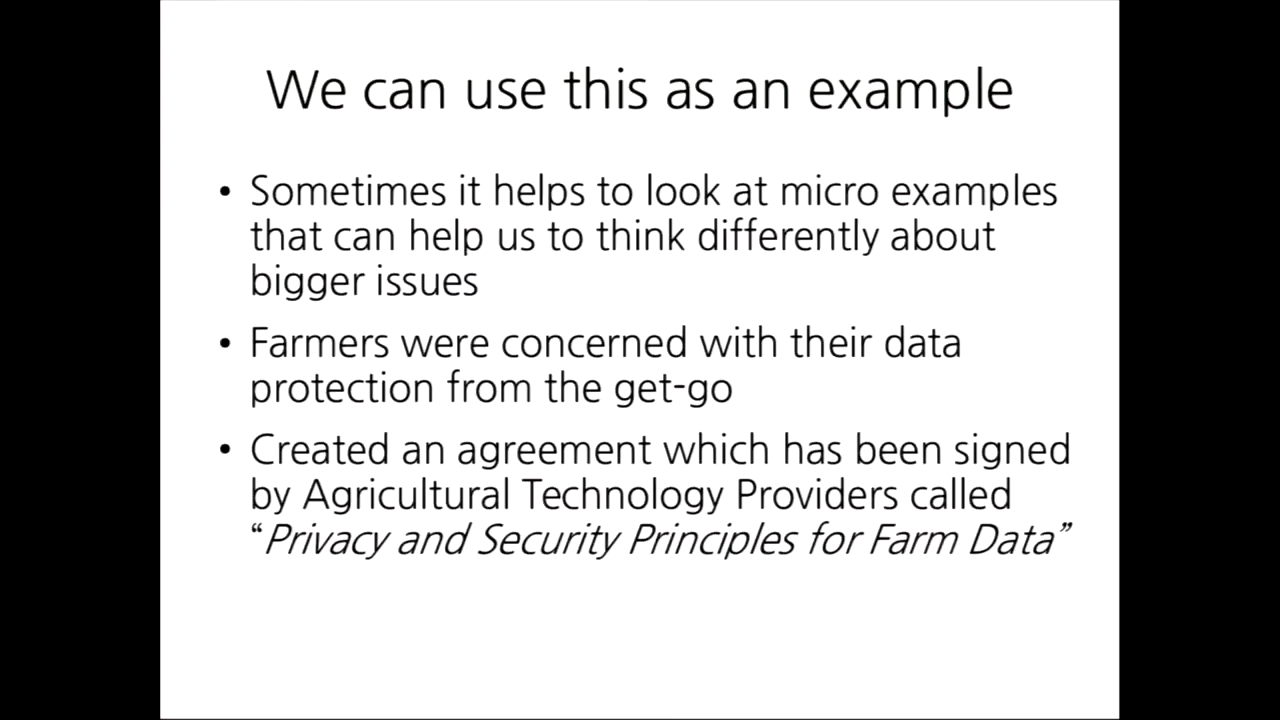 We can use this as an example
• Sometimes it helps to look at micro examples
that can help us to think differently about
bigger issues
• Farmers were concerned with their data
protection from the get-go
• Created an agreement which has been signed
by Agricultural Technology Providers called
“Privacy and Security Principles for Farm Data”